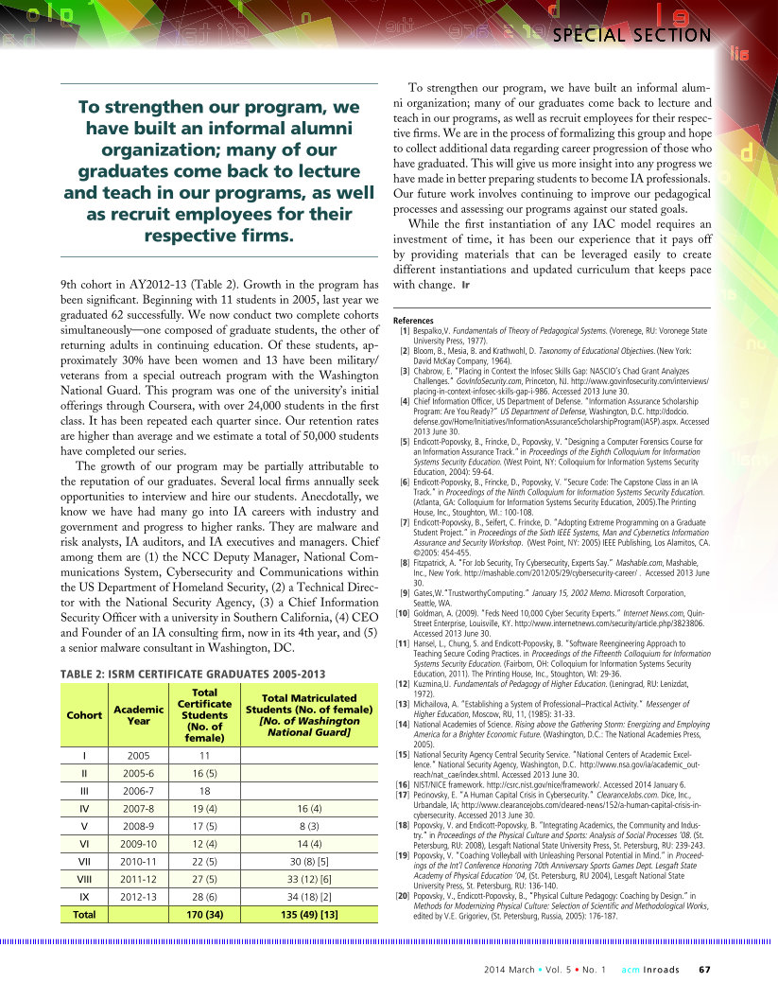 SPECIAL SECTION
To strengthen our program, we
have built an informal alumni
organization; many of our
graduates come back to lecture
and teach in our programs, as well
as recruit employees for their
respective firms.
9th cohort in AY2012-13 (Table 2). Growth in the program has
been significant. Beginning with 11 students in 2005, last year we
graduated 62 successfully. We now conduct two complete cohorts
simultaneously—one composed of graduate students, the other of
returning adults in continuing education. Of these students, ap-
proximately 30% have been women and 13 have been military/
veterans from a special outreach program with the Washington
National Guard. This program was one of the university's initial
offerings through Coursera, with over 24,000 students in the first
class. It has been repeated each quarter since. Our retention rates
are higher than average and we estimate a total of 50,000 students
have completed our series.
The growth of our program may be partially attributable to
the reputation of our graduates. Several local firms annually seek
opportunities to interview and hire our students. Anecdotally, we
know we have had many go into IA careers with industry and
government and progress to higher ranks. They are malware and
risk analysts, IA auditors, and IA executives and managers. Chief
among them are (1) the NCC Deputy Manager, National Com-
munications System, Cybersecurity and Communications within
the US Department of Homeland Security, (2) a Technical Direc-
tor with the National Security Agency, (3) a Chief Information
Security Officer with a university in Southern California, (4) CEO
and Founder of an IA consulting firm, now in its 4th year, and (5)
a senior malware consultant in Washington, DC.
TABLE 2: ISRM CERTIFICATE GRADUATES 2005-2013
Cohort Academic Year Total Certificate Students (No. of female) Total Matriculated Students (No. of female) [No. of Washington National Guard]
I 2005 11
II 2005-6 16 (5)
III 2006-7 18
IV 2007-8 19 (4) 16 (4)
V 2008-9 17 (5) 8 (3)
VI 2009-10 12 (4) 14 (4)
VII 2010-11 22 (5) 30 (8) [5]
VIII 2011-12 27 (5) 33 (12) [6]
IX 2012-13 28 (6) 34 (18) [2]
Total 170 (34) 135 (49) [13]
To strengthen our program, we have built an informal alum-
ni organization; many of our graduates come back to lecture and
teach in our programs, as well as recruit employees for their respec-
tive firms. We are in the process of formalizing this group and hope
to collect additional data regarding career progression of those who
have graduated. This will give us more insight into any progress we
have made in better preparing students to become IA professionals.
Our future work involves continuing to improve our pedagogical
processes and assessing our programs against our stated goals.
While the first instantiation of any IAC model requires an
investment of time, it has been our experience that it pays off
by providing materials that can be leveraged easily to create
different instantiations and updated curriculum that keeps pace
with change. Ir
References
[1] Bespalko,V. Fundamentals of Theory of Pedagogical Systems. (Vorenege, RU: Voronege State
University Press, 1977).
[2] Bloom, B., Mesia, B. and Krathwohl, D. Taxonomy of Educational Objectives. (New York:
David McKay Company, 1964).
[3] Chabrow, E. "Placing in Context the Infosec Skills Gap: NASCIO's Chad Grant Analyzes
Challenges." GovInfoSecurity.com, Princeton, NJ. http://www.govinfosecurity.com/interviews/
placing-in-context-infosec-skills-gap-i-986. Accessed 2013 June 30.
[4] Chief Information Officer, US Department of Defense. "Information Assurance Scholarship
Program: Are You Ready?" US Department of Defense, Washington, D.C. http://dodcio.
defense.gov/Home/Initiatives/InformationAssuranceScholarshipProgram(IASP).aspx. Accessed
2013 June 30.
[5] Endicott-Popovsky, B., Frincke, D., Popovsky, V. "Designing a Computer Forensics Course for
an Information Assurance Track." in Proceedings of the Eighth Colloquium for Information
Systems Security Education. (West Point, NY: Colloquium for Information Systems Security
Education, 2004): 59-64.
[6] Endicott-Popovsky, B., Frincke, D., Popovsky, V. "Secure Code: The Capstone Class in an IA
Track." in Proceedings of the Ninth Colloquium for Information Systems Security Education.
(Atlanta, GA: Colloquium for Information Systems Security Education, 2005).The Printing
House, Inc., Stoughton, WI.: 100-108.
[7] Endicott-Popovsky, B., Seifert, C. Frincke, D. "Adopting Extreme Programming on a Graduate
Student Project." in Proceedings of the Sixth IEEE Systems, Man and Cybernetics Information
Assurance and Security Workshop. (West Point, NY: 2005) IEEE Publishing, Los Alamitos, CA.
©2005: 454-455.
[8] Fitzpatrick, A. "For Job Security, Try Cybersecurity, Experts Say." Mashable.com, Mashable,
Inc., New York. http://mashable.com/2012/05/29/cybersecurity-career/ . Accessed 2013 June
30.
[9] Gates,W."TrustworthyComputing." January 15, 2002 Memo. Microsoft Corporation,
Seattle, WA.
[10] Goldman, A. (2009). "Feds Need 10,000 Cyber Security Experts." Internet News.com, Quin-
Street Enterprise, Louisville, KY. http://www.internetnews.com/security/article.php/3823806.
Accessed 2013 June 30.
[11] Hansel, L., Chung, S. and Endicott-Popovsky, B. "Software Reengineering Approach to
Teaching Secure Coding Practices. in Proceedings of the Fifteenth Colloquium for Information
Systems Security Education. (Fairborn, OH: Colloquium for Information Systems Security
Education, 2011). The Printing House, Inc., Stoughton, WI: 29-36.
[12] Kuzmina,U. Fundamentals of Pedagogy of Higher Education. (Leningrad, RU: Lenizdat,
1972).
[13] Michailova, A. "Establishing a System of Professional–Practical Activity." Messenger of
Higher Education, Moscow, RU, 11, (1985): 31-33.
[14] National Academies of Science. Rising above the Gathering Storm: Energizing and Employing
America for a Brighter Economic Future. (Washington, D.C.: The National Academies Press,
2005).
[15] National Security Agency Central Security Service. "National Centers of Academic Excel-
lence." National Security Agency, Washington, D.C. http://www.nsa.gov/ia/academic_out-
reach/nat_cae/index.shtml. Accessed 2013 June 30.
[16] NIST/NICE framework. http://csrc.nist.gov/nice/framework/. Accessed 2014 January 6.
[17] Pecinovsky, E. "A Human Capital Crisis in Cybersecurity." ClearanceJobs.com. Dice, Inc.,
Urbandale, IA; http://www.clearancejobs.com/cleared-news/152/a-human-capital-crisis-in-
cybersecurity. Accessed 2013 June 30.
[18] Popovsky, V. and Endicott-Popovsky, B. "Integrating Academics, the Community and Indus-
try." in Proceedings of the Physical Culture and Sports: Analysis of Social Processes '08. (St.
Petersburg, RU: 2008), Lesgaft National State University Press, St. Petersburg, RU: 239-243.
[19] Popovsky, V. "Coaching Volleyball with Unleashing Personal Potential in Mind." in Proceed-
ings of the Int'l Conference Honoring 70th Anniversary Sports Games Dept. Lesgaft State
Academy of Physical Education '04, (St. Petersburg, RU 2004), Lesgaft National State
University Press, St. Petersburg, RU: 136-140.
[20] Popovsky, V., Endicott-Popovsky, B., "Physical Culture Pedagogy: Coaching by Design." in
Methods for Modernizing Physical Culture: Selection of Scientific and Methodological Works,
edited by V.E. Grigoriev, (St. Petersburg, Russia, 2005): 176-187.
2014 March • Vol. 5 • No. 1 acm Inroads 67